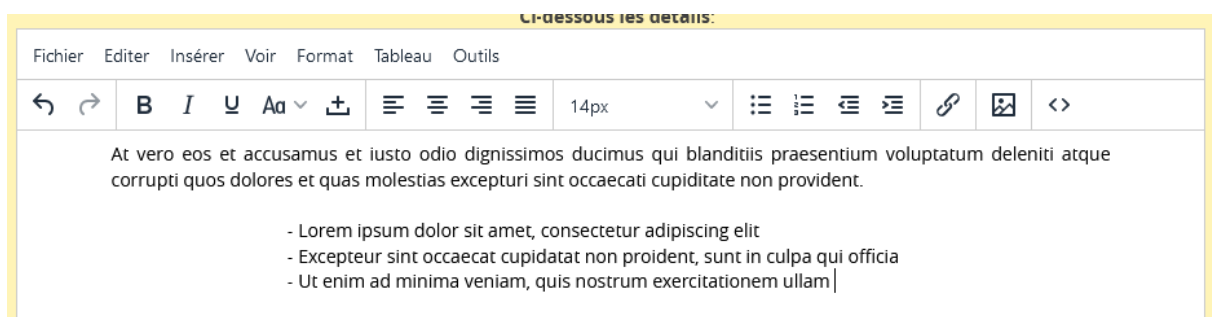 Ci-dessous les détails:
Fichier Editer Insérer Voir Format Tableau Outils
B I U Aa 14px
At vero eos et accusamus et iusto odio dignissimos ducimus qui blanditiis praesentium voluptatum deleniti atque
corrupti quos dolores et quas molestias excepturi sint occaecati cupiditate non provident.
- Lorem ipsum dolor sit amet, consectetur adipiscing elit
- Excepteur sint occaecat cupidatat non proident, sunt in culpa qui officia
- Ut enim ad minima veniam, quis nostrum exercitationem ullam